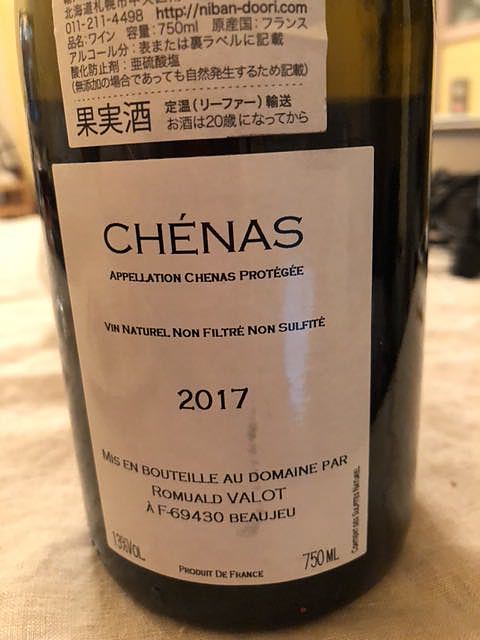 北海道札幌市中央区南
011-211-4498 http://niban-doori.com/
品名:ワイン 容量:750ml 原産国:フランス
アルコール分:表または裏ラベルに記載
酸化防止剤:亜硫酸塩
(無添加の場合であっても自然発生するため記載)
果実酒 定温(リーファー)輸送
お酒は20歳になってから
CHÉNAS
APPELLATION CHENAS PROTÉGÉE
VIN NATUREL NON FILTRÉ NON SULFITÉ
2017
MIS EN BOUTEILLE AU DOMAINE PAR
ROMUALD VALOT
À F-69430 BEAUJEU
13%VOL.
750 ML
PRODUIT DE FRANCE
CONTIENT DES SULFITES NATUREL